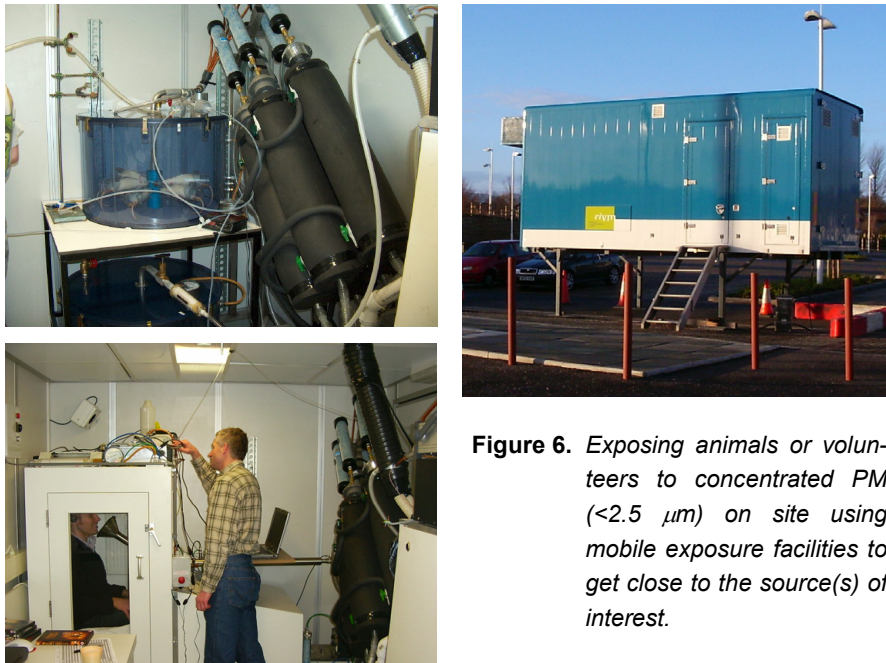 rivm
Figure 6. Exposing animals or volun-
teers to concentrated PM
(<2.5 μm) on site using
mobile exposure facilities to
get close to the source(s) of
interest.